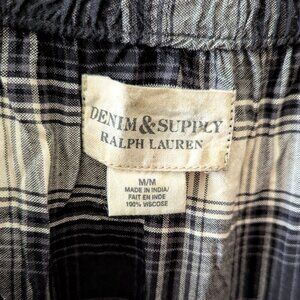 DENIM & SUPPLY
RALPH LAUREN
M/M
MADE IN INDIA/
FAIT EN INDE
100% VISCOSE